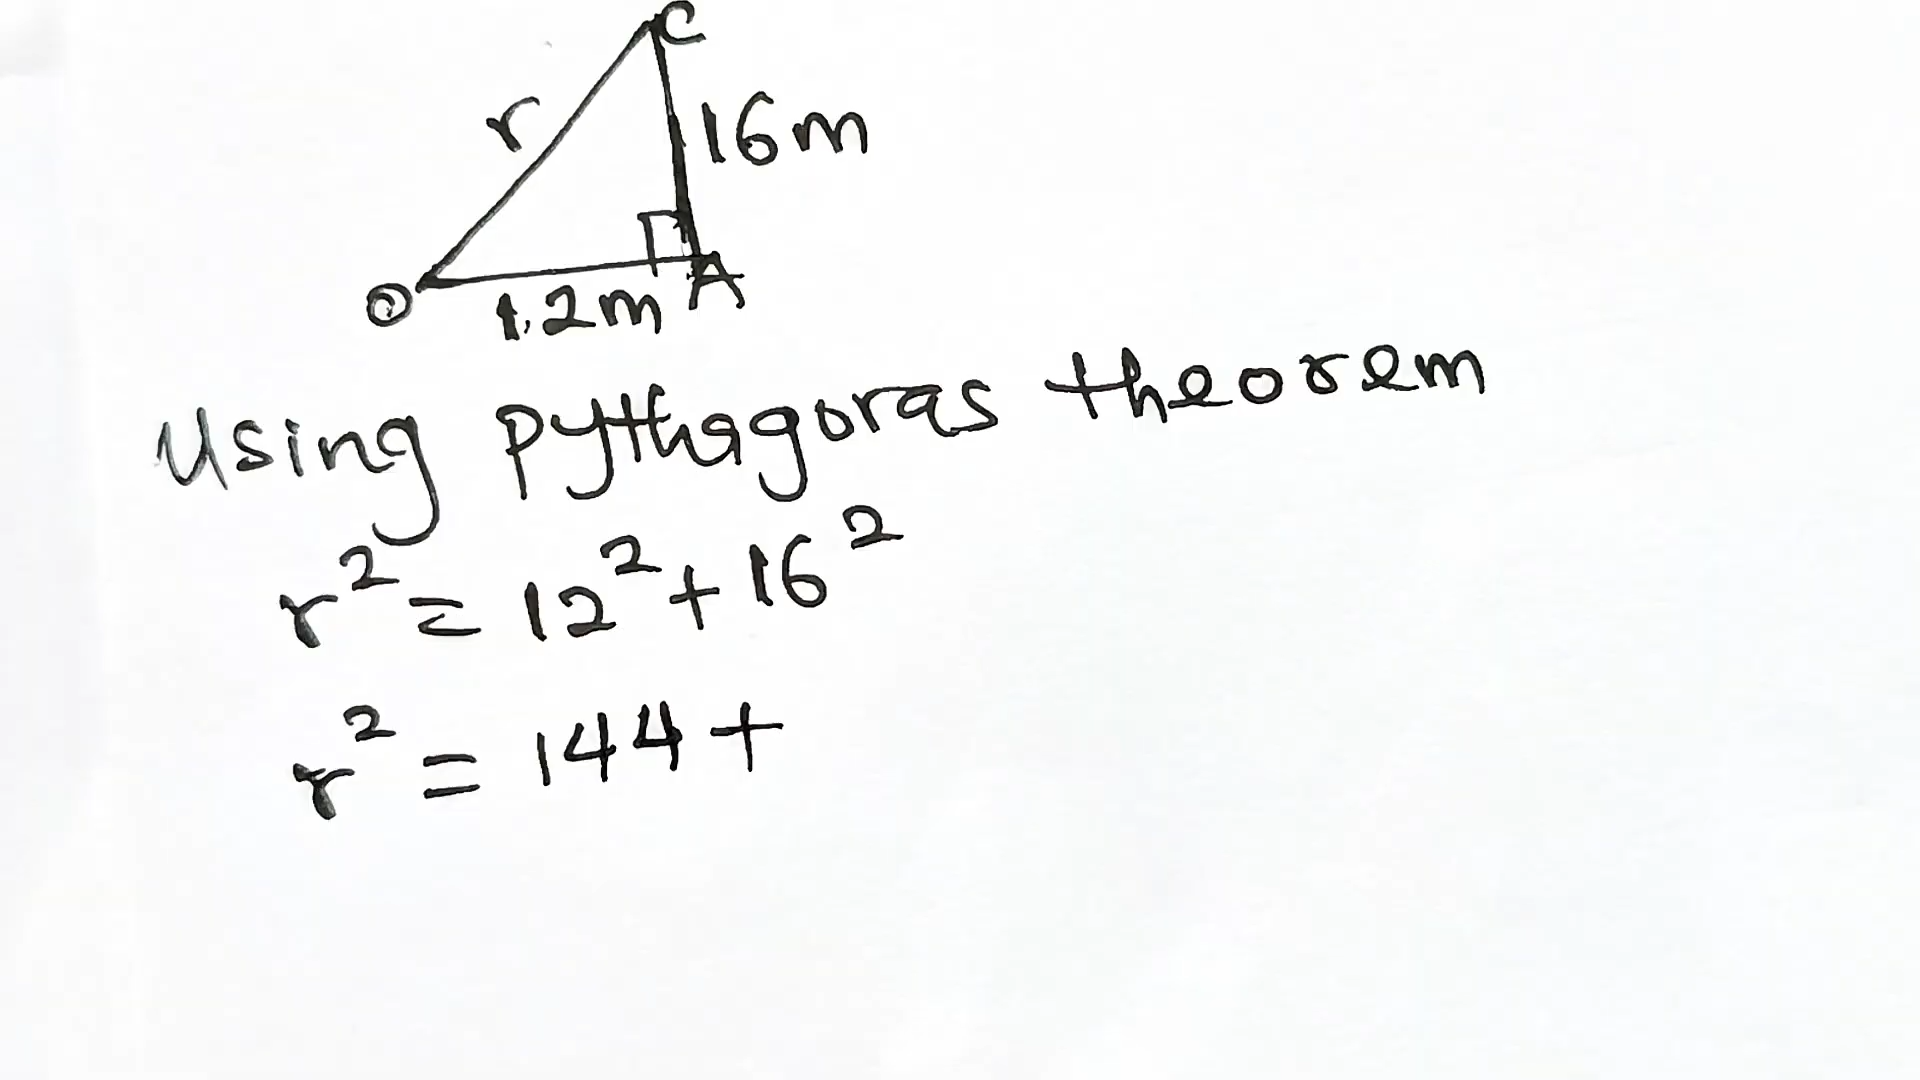 C
r
16m
O
1.2m
A
Using pythagoras theorem
r² = 12² + 16²
r² = 144 +